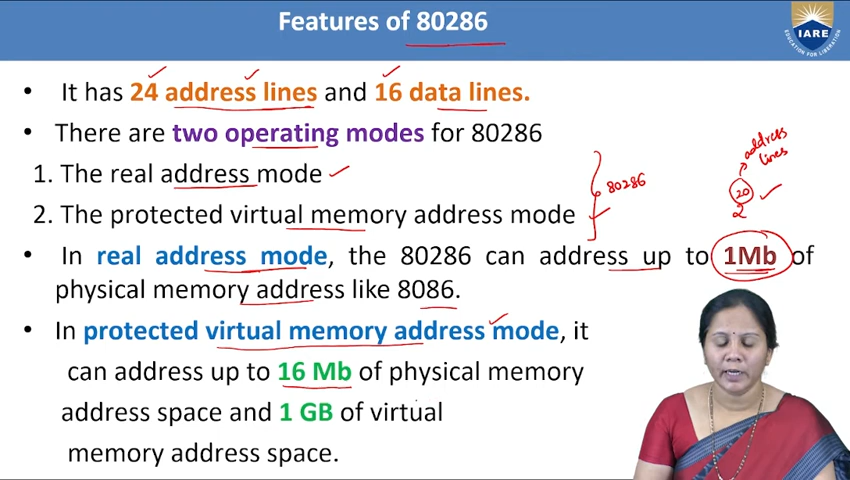 Features of 80286
IARE
EDUCATION FOR LIBERATION
• It has 24 address lines and 16 data lines.
• There are two operating modes for 80286
1. The real address mode
2. The protected virtual memory address mode
80286
address
lines
20
2
• In real address mode, the 80286 can address up to 1Mb of
physical memory address like 8086.
• In protected virtual memory address mode, it
can address up to 16 Mb of physical memory
address space and 1 GB of virtual
memory address space.